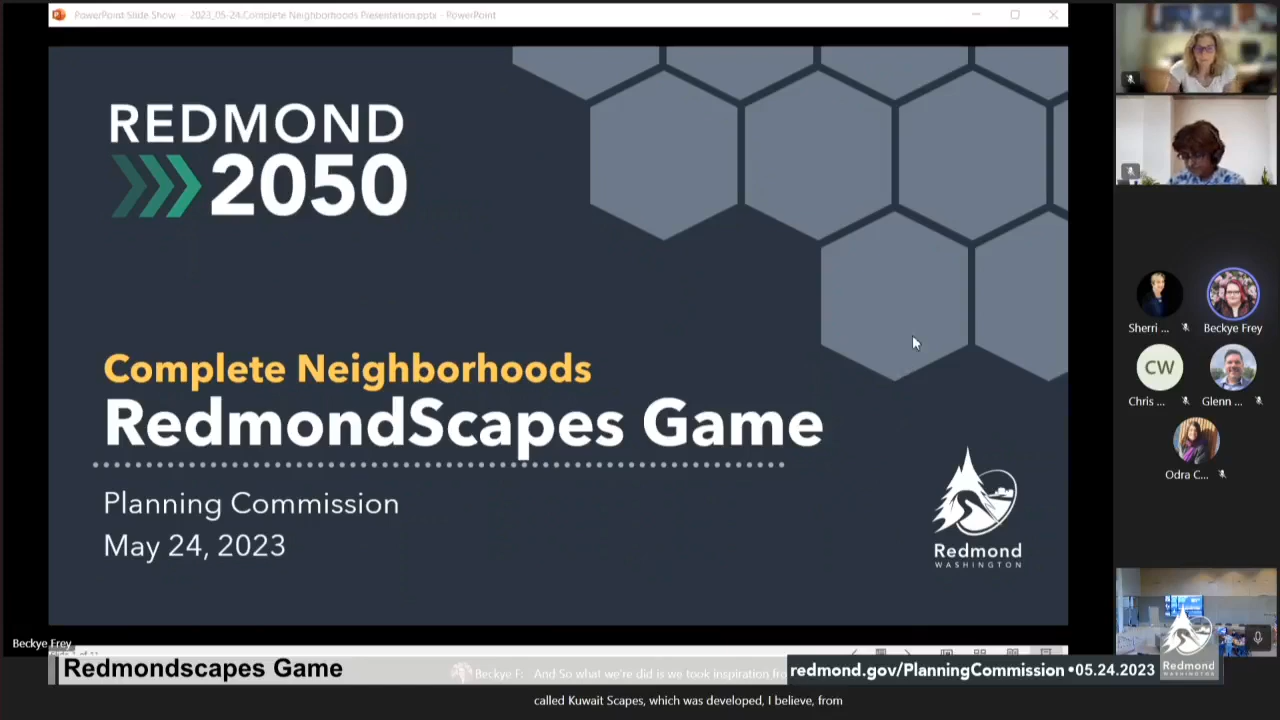 PowerPoint Slide Show - 2023_05-24.Complete Neighborhoods Presentation.pptx - PowerPoint
REDMOND
2050
Complete Neighborhoods
RedmondScapes Game
Planning Commission
May 24, 2023
Redmond
WASHINGTON
Sherri ...
Beckye Frey
CW
Chris ...
Glenn ...
Odra C...
Beckye Frey
Redmondscapes Game
Beckye F: And So what we're did is we took inspiration
redmond.gov/PlanningCommission •05.24.2023
Redmond
WASHINGTON
called Kuwait Scapes, which was developed, I believe, from